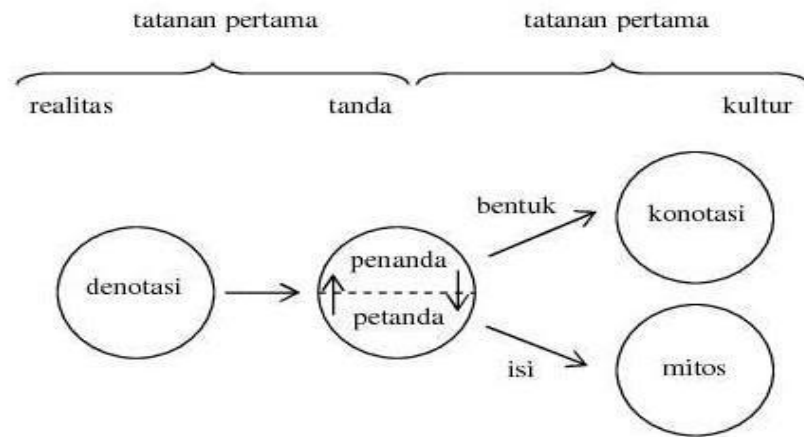 tatanan pertama tatanan pertama
realitas tanda kultur
bentuk konotasi
denotasi penanda
petanda
isi mitos